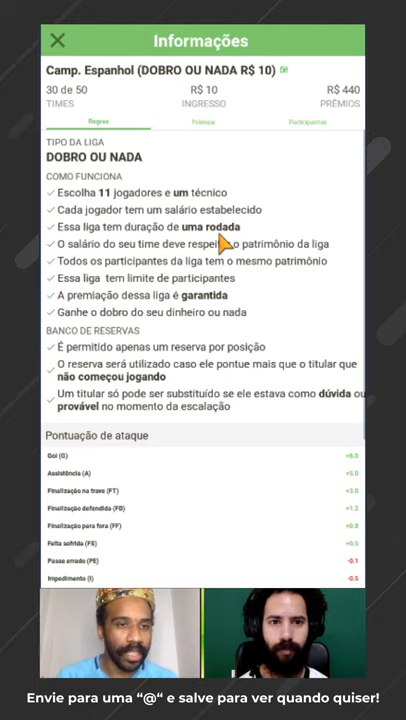 Informações
Camp. Espanhol (DOBRO OU NADA R$ 10)
30 de 50 R$ 10 R$ 440
TIMES INGRESSO PRÊMIOS
Regras Prêmios Participantes
TIPO DA LIGA
DOBRO OU NADA
COMO FUNCIONA
Escolha 11 jogadores e um técnico
Cada jogador tem um salário estabelecido
Essa liga tem duração de uma rodada
O salário do seu time deve o patrimônio da liga
Todos os participantes da liga tem o mesmo patrimônio
Essa liga tem limite de participantes
A premiação dessa liga é garantida
Ganhe o dobro do seu dinheiro ou nada
BANCO DE RESERVAS
É permitido apenas um reserva por posição
O reserva será utilizado caso ele pontue mais que o titular que
não começou jogando
Um titular só pode ser substituído se ele estava como dúvida ou
provável no momento da escalação
Pontuação de ataque
Gol (G) +8.0
Assistência (A) +5.0
Finalização na trave (FT) +3.0
Finalização defendida (FD) +1.2
Finalização para fora (FF) +0.8
Falta sofrida (FS) +0.5
Passe errado (PE) -0.1
Impedimento (I) -0.5
Envie para uma “@“ e salve para ver quando quiser!